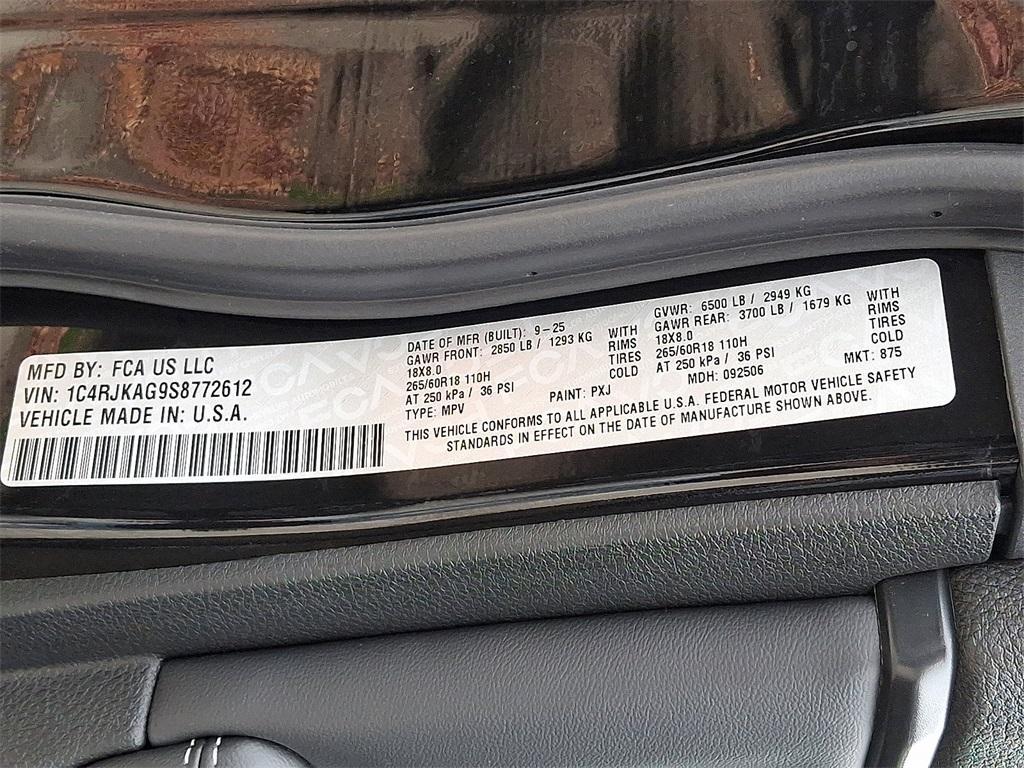 MFD BY: FCA US LLC
VIN: 1C4RJKAG9S8772612
VEHICLE MADE IN: U.S.A.
DATE OF MFR (BUILT): 9-25
GAWR FRONT: 2850 LB / 1293 KG WITH
18X8.0 RIMS
265/60R18 110H TIRES
AT 250 kPa / 36 PSI COLD
TYPE: MPV PAINT: PXJ
GVWR: 6500 LB / 2949 KG
GAWR REAR: 3700 LB / 1679 KG WITH
18X8.0 RIMS
265/60R18 110H TIRES
AT 250 kPa / 36 PSI COLD
MDH: 092506 MKT: 875
THIS VEHICLE CONFORMS TO ALL APPLICABLE U.S.A. FEDERAL MOTOR VEHICLE SAFETY
STANDARDS IN EFFECT ON THE DATE OF MANUFACTURE SHOWN ABOVE.